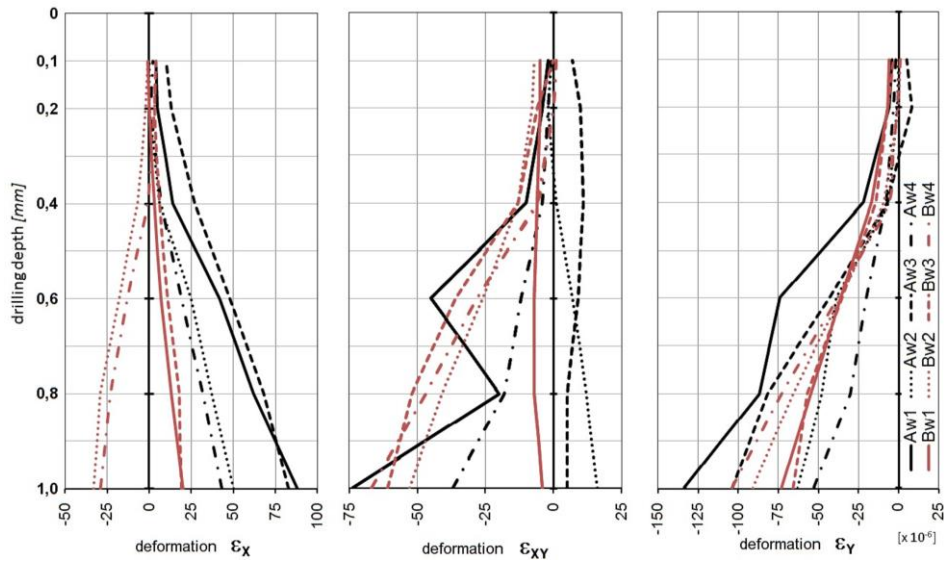 0
0,1
0,2
0,4
0,6
0,8
1,0
drilling depth [mm]
-50 -25 0 25 50 75 100
deformation εX
-75 -50 -25 0 25
deformation εXY
-150 -125 -100 -75 -50 -25 0 25
deformation εY
[x 10-6]
Aw1 Aw2 Aw3 Aw4
Bw1 Bw2 Bw3 Bw4